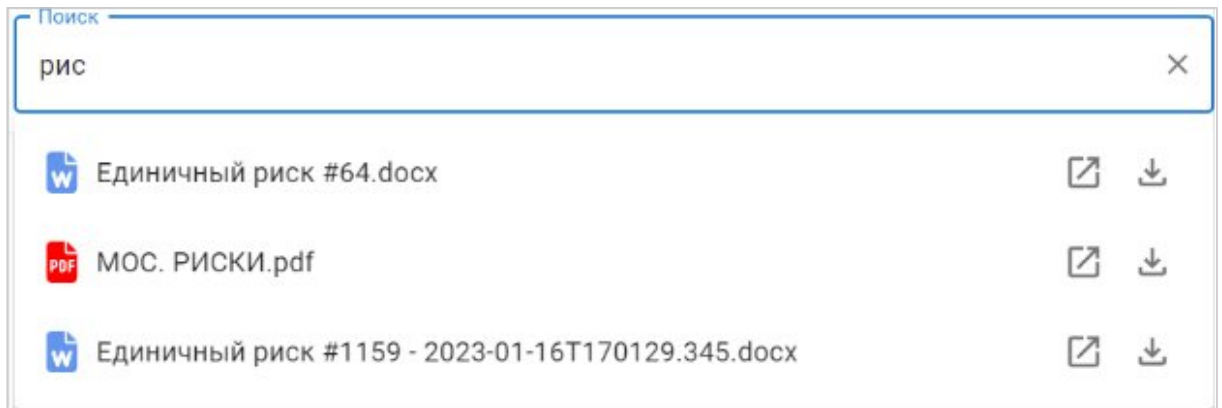 Поиск
рис
W Единичный риск #64.docx
PDF МОС. РИСКИ.pdf
W Единичный риск #1159 - 2023-01-16T170129.345.docx